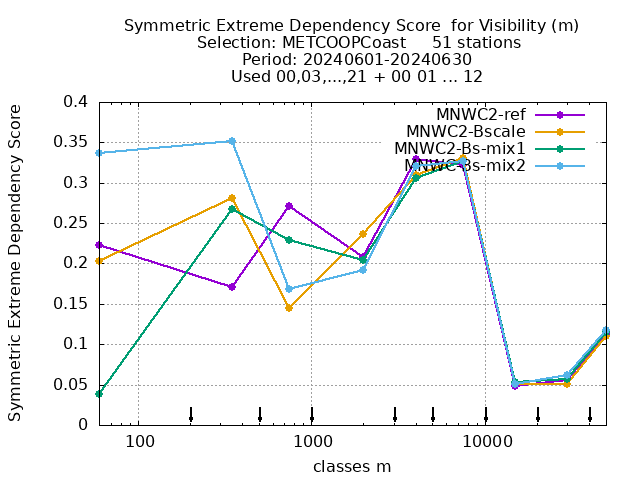 Symmetric Extreme Dependency Score  for Visibility (m)
Selection: METCOOPCoast     51 stations
Period: 20240601-20240630
Used 00,03,...,21 + 00 01 ... 12
Symmetric Extreme Dependency Score
0.4
0.35
0.3
0.25
0.2
0.15
0.1
0.05
0
MNWC2-ref
MNWC2-Bscale
MNWC2-Bs-mix1
MNWC-Bs-mix2
100
1000
10000
classes m